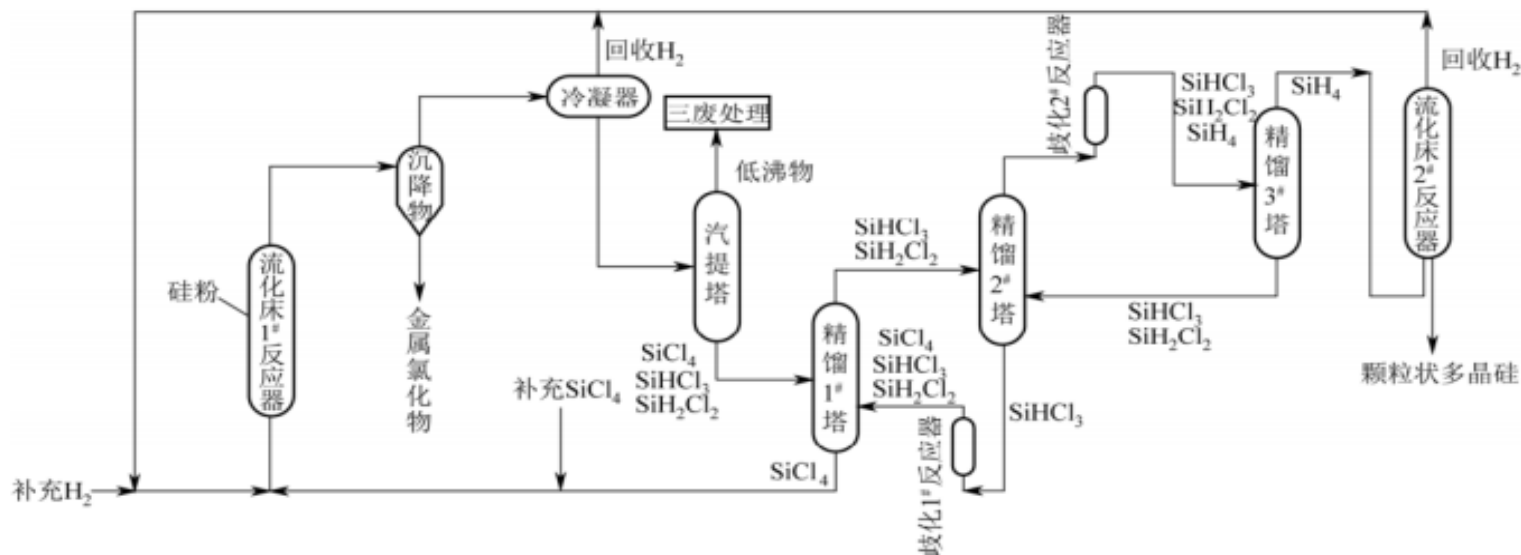 回收H₂
冷凝器
三废处理
低沸物
沉降物
金属氯化物
硅粉
流化床1#反应器
补充H₂
汽提塔
SiCl₄
SiHCl₃
SiH₂Cl₂
补充SiCl₄
精馏1#塔
SiCl₄
SiHCl₃
SiH₂Cl₂
SiCl₄
SiHCl₃
SiH₂Cl₂
歧化1#反应器
精馏2#塔
SiHCl₃
歧化2#反应器
SiHCl₃
SiH₂Cl₂
SiH₄
精馏3#塔
SiHCl₃
SiH₂Cl₂
SiH₄
回收H₂
流化床2#反应器
颗粒状多晶硅